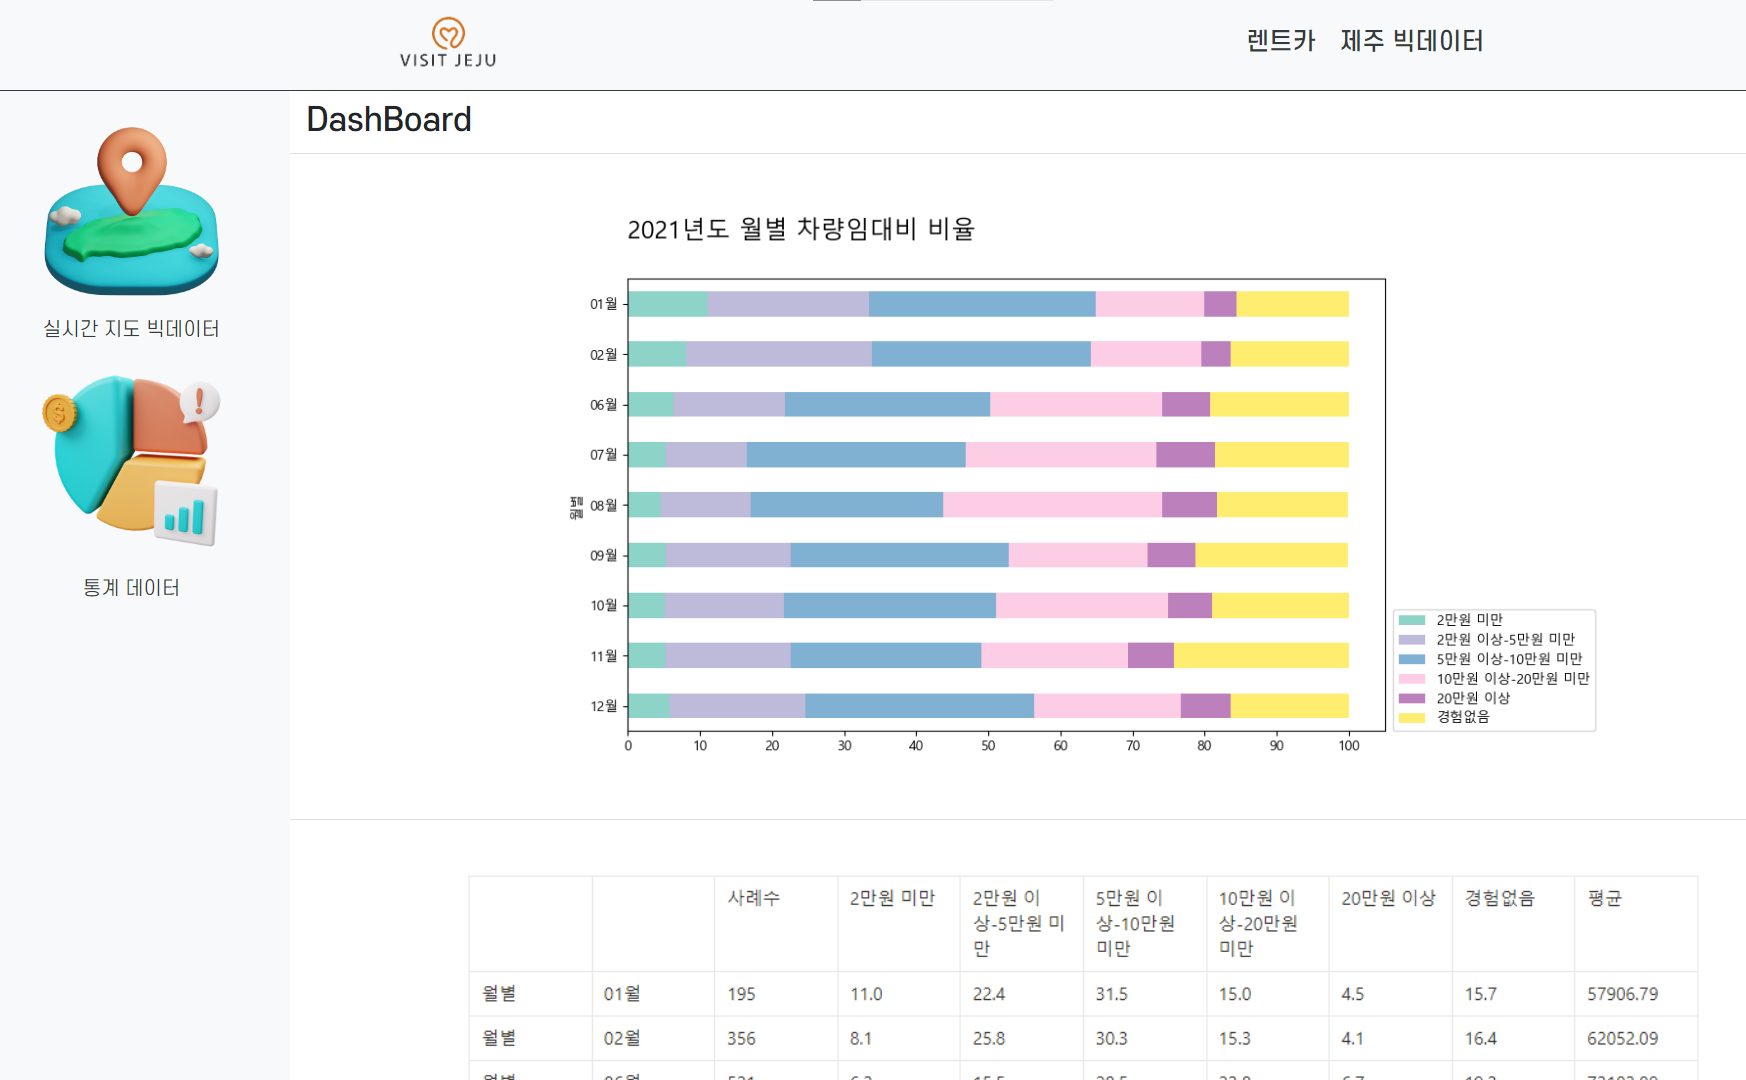 VISIT JEJU
렌트카 제주 빅데이터
DashBoard
실시간 지도 빅데이터
$
!
통계 데이터
2021년도 월별 차량임대비 비율
월별
01월
02월
06월
07월
08월
09월
10월
11월
12월
0 10 20 30 40 50 60 70 80 90 100
2만원 미만
2만원 이상-5만원 미만
5만원 이상-10만원 미만
10만원 이상-20만원 미만
20만원 이상
경험없음
사례수 2만원 미만 2만원 이상-5만원 미만 5만원 이상-10만원 미만 10만원 이상-20만원 미만 20만원 이상 경험없음 평균
월별 01월 195 11.0 22.4 31.5 15.0 4.5 15.7 57906.79
월별 02월 356 8.1 25.8 30.3 15.3 4.1 16.4 62052.09